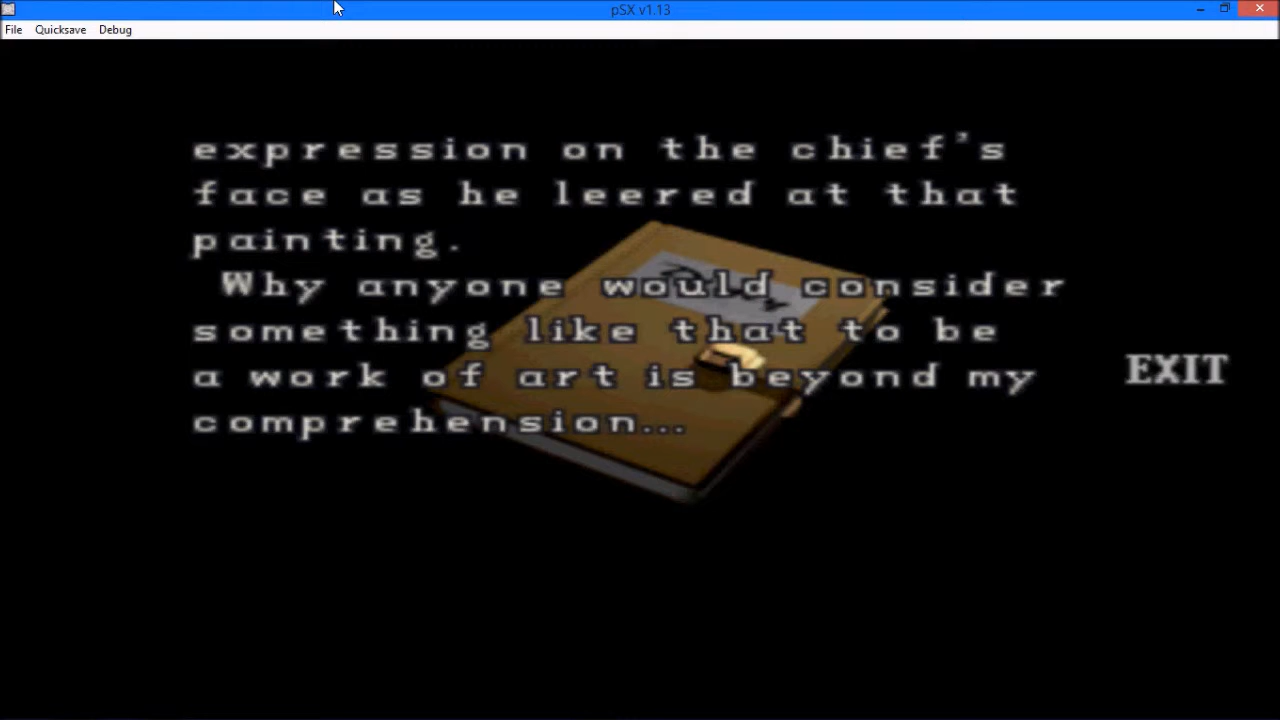 pSX v1.13
File Quicksave Debug
expression on the chief's
face as he leered at that
painting.
Why anyone would consider
something like that to be
a work of art is beyond my
comprehension...
EXIT
Diary